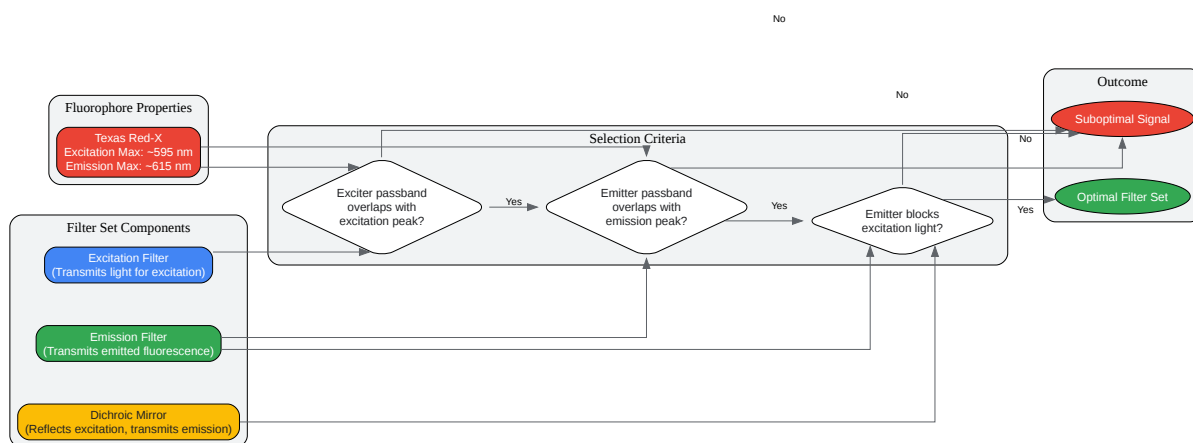 No
No
Fluorophore Properties
Texas Red-X
Excitation Max: ~595 nm
Emission Max: ~615 nm
Selection Criteria
Exciter passband
overlaps with
excitation peak?
Yes
Emitter passband
overlaps with
emission peak?
Yes
Emitter blocks
excitation light?
No
Yes
Outcome
Suboptimal Signal
Optimal Filter Set
Filter Set Components
Excitation Filter
(Transmits light for excitation)
Emission Filter
(Transmits emitted fluorescence)
Dichroic Mirror
(Reflects excitation, transmits emission)